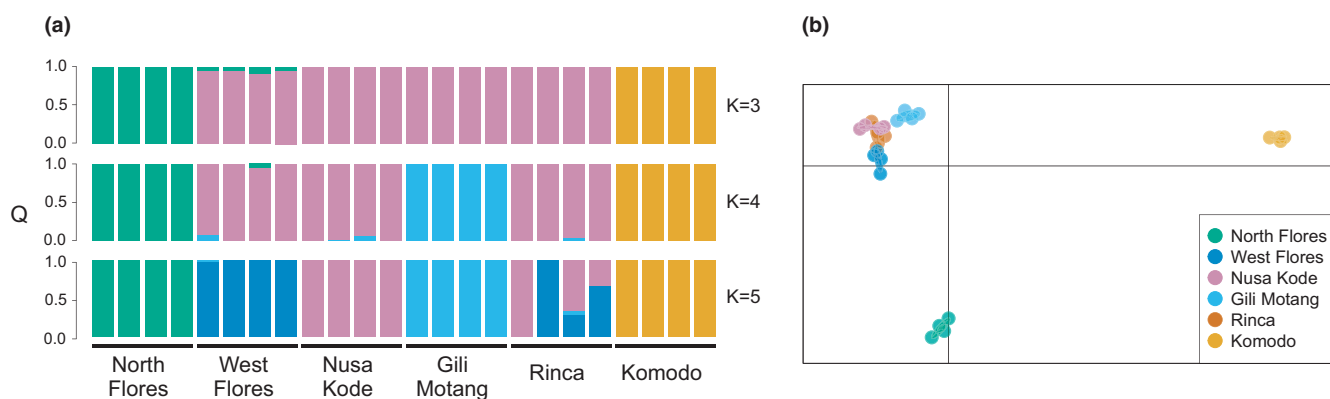 (a)
(b)
1.0
0.5
0.0
K=3
1.0
0.5
0.0
K=4
Q
1.0
0.5
0.0
K=5
North Flores
West Flores
Nusa Kode
Gili Motang
Rinca
Komodo
North
Flores
West
Flores
Nusa
Kode
Gili
Motang
Rinca
Komodo